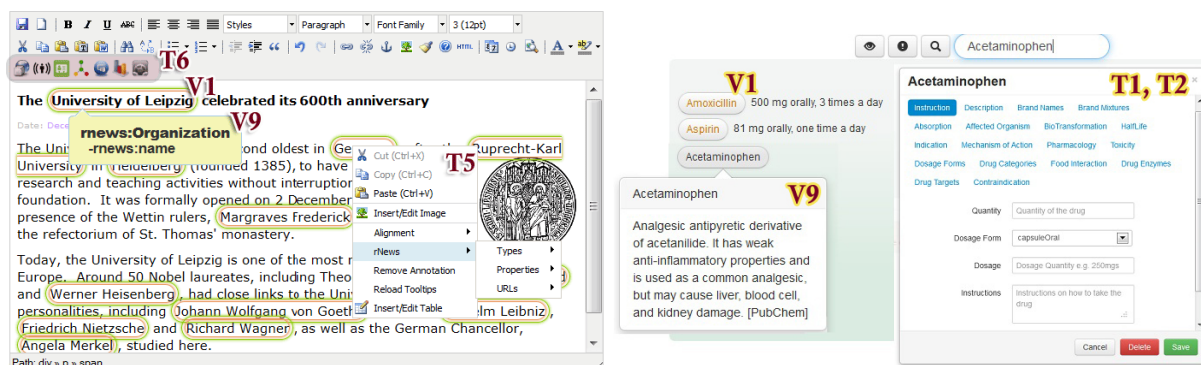 Styles Paragraph Font Family 3 (12pt)
B I U ABC
HTML
T6
V1
The University of Leipzig celebrated its 600th anniversary
V9
Date: Dece
rnews:Organization
-rnews:name
The Uni ond oldest in Ge the Ruprecht-Karl
University in Heidelberg (founded 1385), to have
research and teaching activities without interruption
foundation. It was formally opened on 2 December
presence of the Wettin rulers, Margraves Frederick
the refectorium of St. Thomas' monastery.
Today, the University of Leipzig is one of the most
Europe. Around 50 Nobel laureates, including Theo
and Werner Heisenberg, had close links to the Uni
personalities, including Johann Wolfgang von Goeth elm Leibniz,
Friedrich Nietzsche and Richard Wagner, as well as the German Chancellor,
Angela Merkel, studied here.
Path: div » p » span
T5
Cut (Ctrl+X)
Copy (Ctrl+C)
Paste (Ctrl+V)
Insert/Edit Image
Alignment
rNews
Remove Annotation
Reload Tooltips
Insert/Edit Table
Types
Properties
URLs
Acetaminophen
V1
Amoxicillin 500 mg orally, 3 times a day
Aspirin 81 mg orally, one time a day
Acetaminophen
V9
Acetaminophen
Analgesic antipyretic derivative
of acetanilide. It has weak
anti-inflammatory properties and
is used as a common analgesic,
but may cause liver, blood cell,
and kidney damage. [PubChem]
Acetaminophen ×
T1, T2
Instruction Description Brand Names Brand Mixtures
Absorption Affected Organism BioTransformation HalfLife
Indication Mechanism of Action Pharmacology Toxicity
Dosage Forms Drug Categories Food Interaction Drug Enzymes
Drug Targets Contraindication
Quantity Quantity of the drug
Dosage Form capsuleOral
Dosage Dosage Quantity e.g. 250mgs
Instructions Instructions on how to take the
drug
Cancel Delete Save